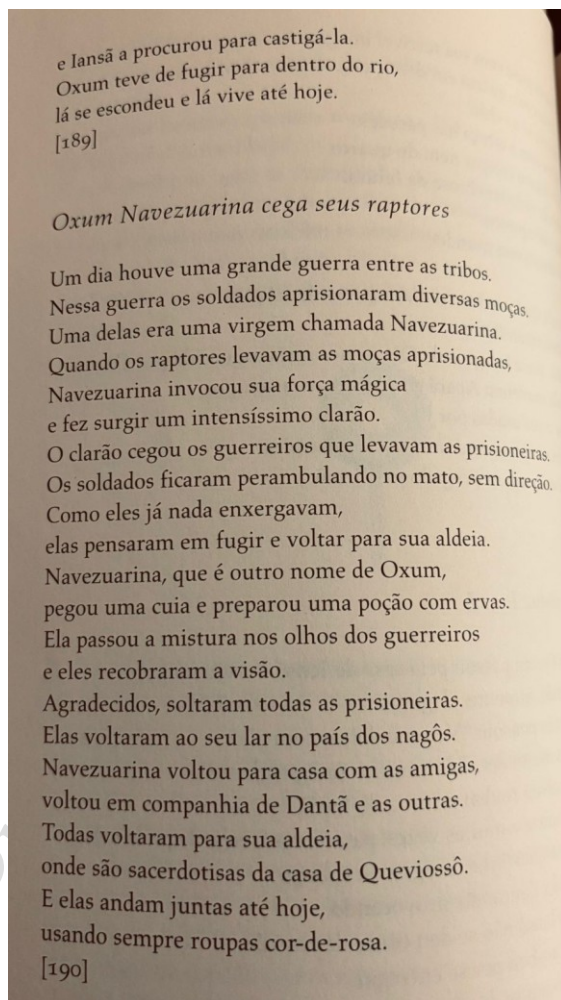 e Iansã a procurou para castigá-la.
Oxum teve de fugir para dentro do rio,
lá se escondeu e lá vive até hoje.
[189]
Oxum Navezuarina cega seus raptores
Um dia houve uma grande guerra entre as tribos.
Nessa guerra os soldados aprisionaram diversas moças.
Uma delas era uma virgem chamada Navezuarina.
Quando os raptores levavam as moças aprisionadas,
Navezuarina invocou sua força mágica
e fez surgir um intensíssimo clarão.
O clarão cegou os guerreiros que levavam as prisioneiras.
Os soldados ficaram perambulando no mato, sem direção.
Como eles já nada enxergavam,
elas pensaram em fugir e voltar para sua aldeia.
Navezuarina, que é outro nome de Oxum,
pegou uma cuia e preparou uma poção com ervas.
Ela passou a mistura nos olhos dos guerreiros
e eles recobraram a visão.
Agradecidos, soltaram todas as prisioneiras.
Elas voltaram ao seu lar no país dos nagôs.
Navezuarina voltou para casa com as amigas,
voltou em companhia de Dantã e as outras.
Todas voltaram para sua aldeia,
onde são sacerdotisas da casa de Queviossô.
E elas andam juntas até hoje,
usando sempre roupas cor-de-rosa.
[190]